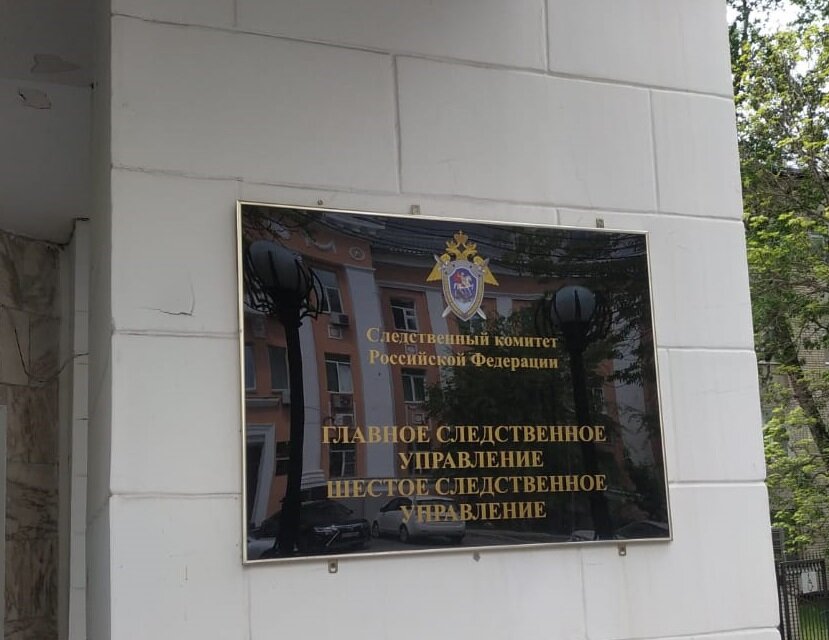 Следственный комитет
Российской Федерации
ГЛАВНОЕ СЛЕДСТВЕННОЕ
УПРАВЛЕНИЕ
ШЕСТОЕ СЛЕДСТВЕННОЕ
УПРАВЛЕНИЕ